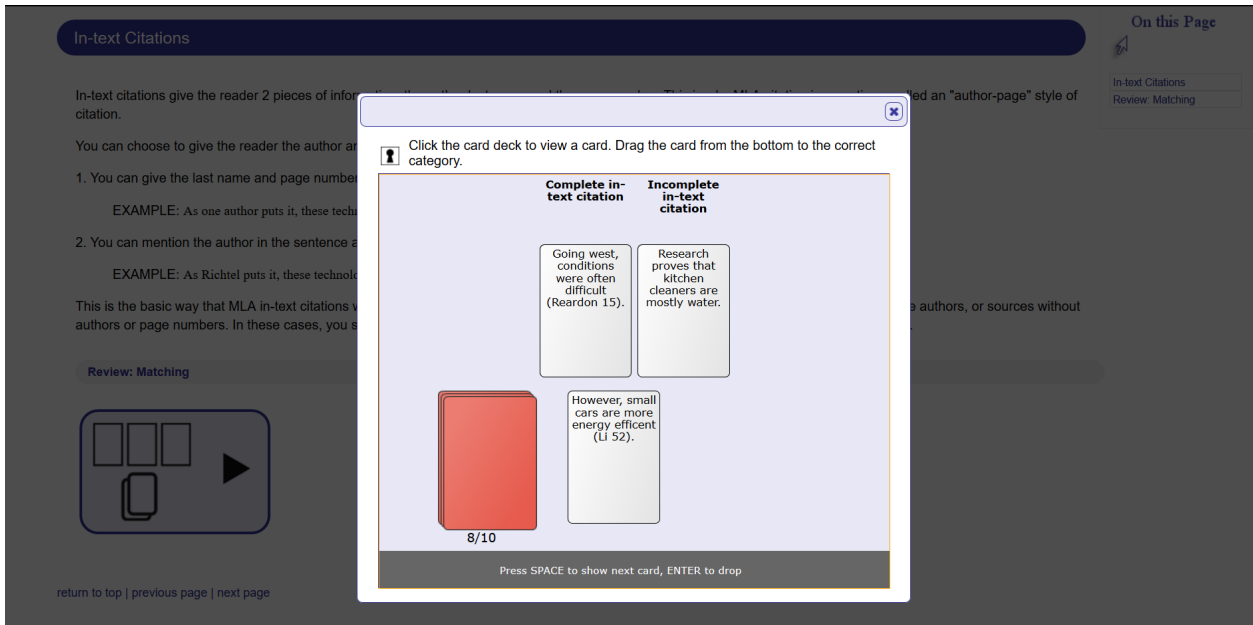 In-text Citations
On this Page
In-text Citations
Review: Matching
In-text citations give the reader 2 pieces of
led an "author-page" style of
citation.
You can choose to give the reader the author
1. You can give the last name and page number
EXAMPLE: As one author puts it, these
2. You can mention the author in the sentence
EXAMPLE: As Richtel puts it, these
This is the basic way that MLA in-text citations
authors, or sources without
authors or page numbers. In these cases, you
Review: Matching
return to top | previous page | next page
Click the card deck to view a card. Drag the card from the bottom to the correct
category.
Complete in-
text citation
Incomplete
in-text
citation
Going west,
conditions
were often
difficult
(Reardon 15).
Research
proves that
kitchen
cleaners are
mostly water.
However, small
cars are more
energy efficent
(Li 52).
8/10
Press SPACE to show next card, ENTER to drop